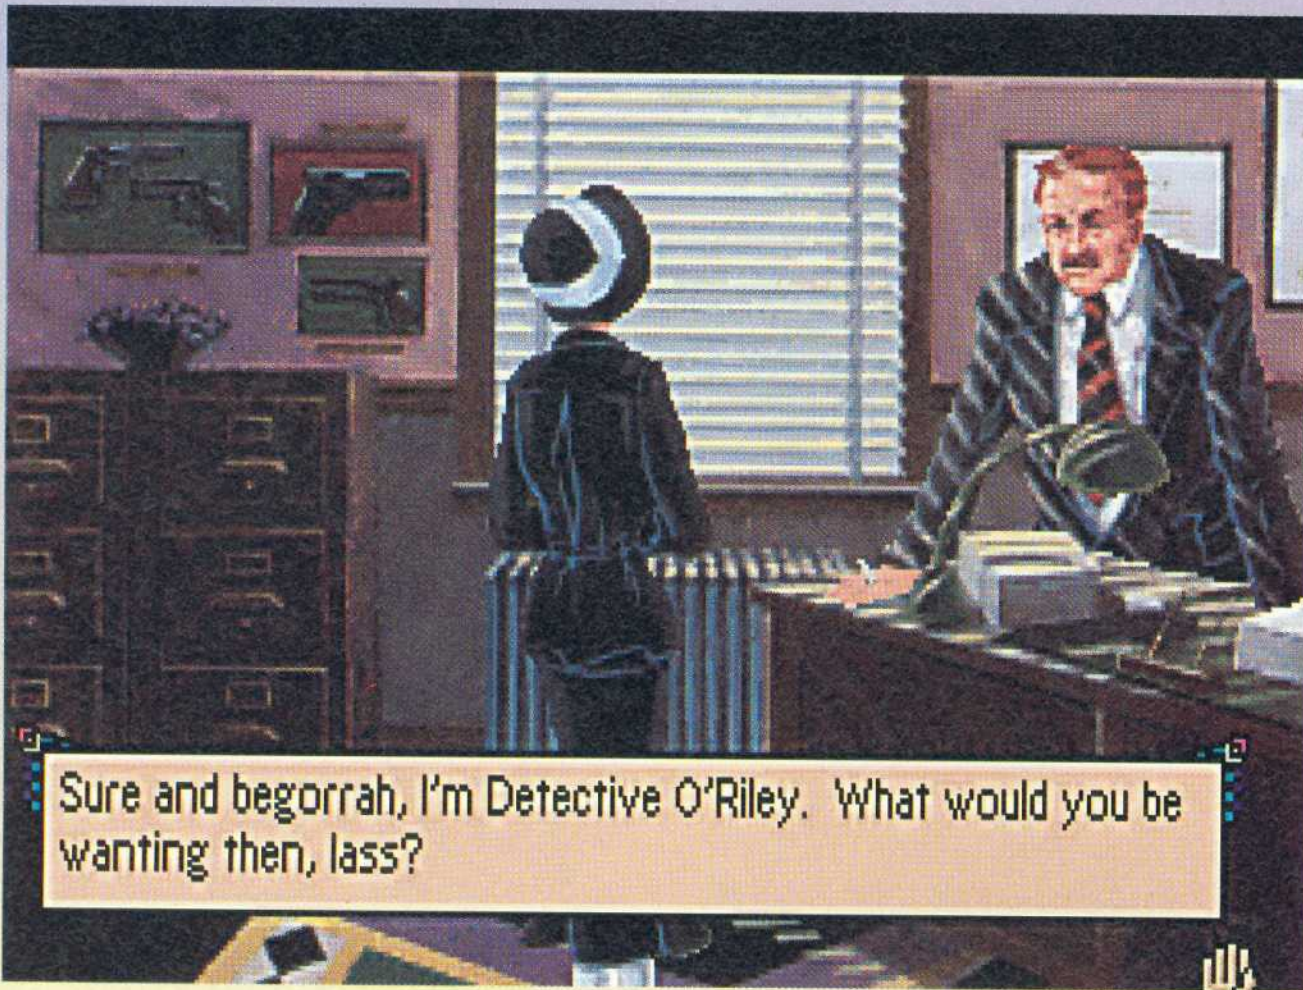 Sure and begorrah, I'm Detective O'Riley. What would you be
wanting then, lass?